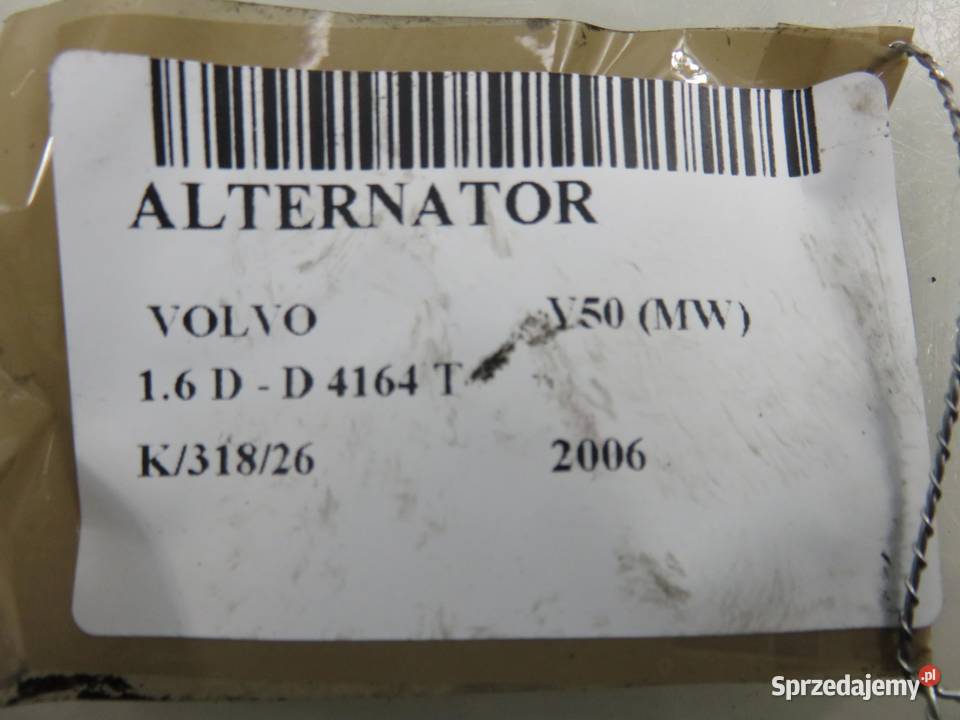 ALTERNATOR
VOLVO V50 (MW)
1.6 D - D 4164 T
K/318/26 2006
Sprzedajemy.pl